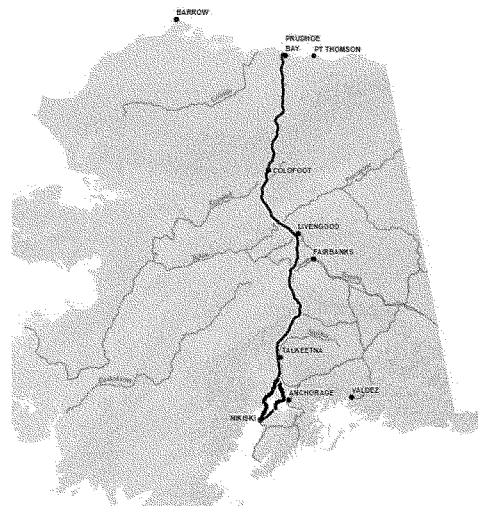 BARROW
PRUDHOE
BAY
PT THOMSON
COLDFOOT
LIVENGOOD
FAIRBANKS
TALKEETNA
ANCHORAGE
VALDEZ
NIKISKI